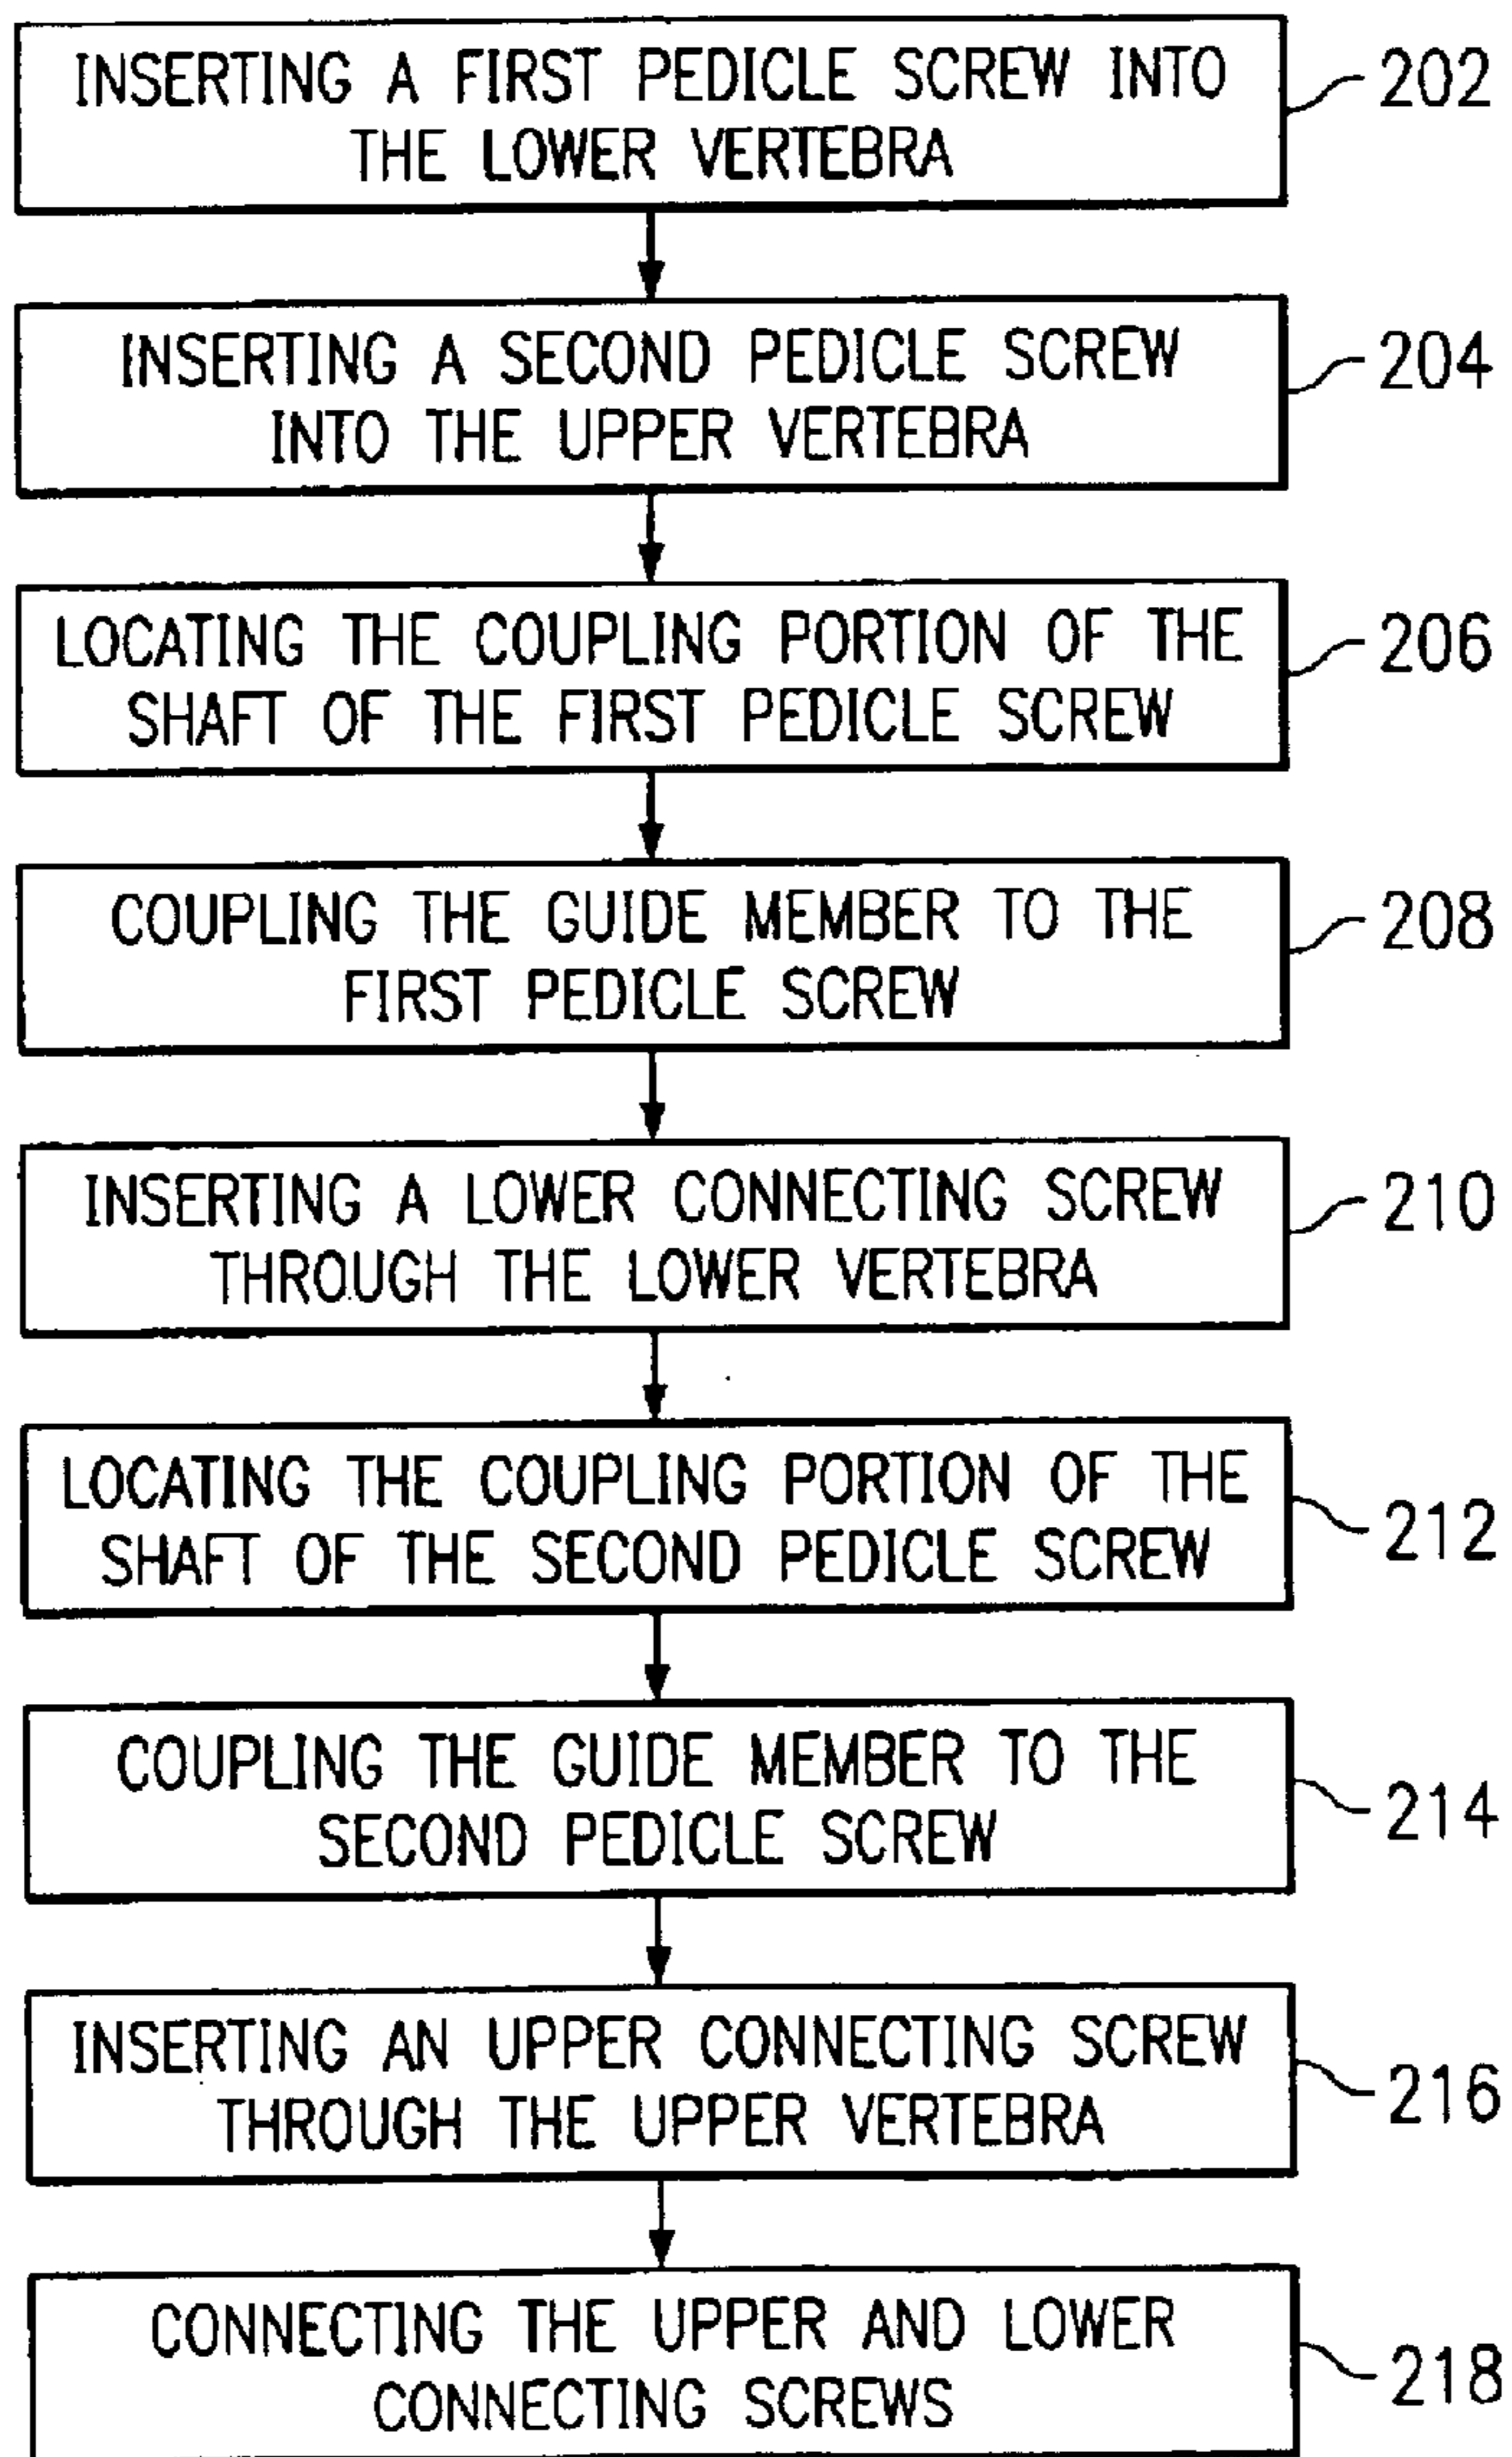 INSERTING A FIRST PEDICLE SCREW INTO
THE LOWER VERTEBRA
202
INSERTING A SECOND PEDICLE SCREW
INTO THE UPPER VERTEBRA
204
LOCATING THE COUPLING PORTION OF THE
SHAFT OF THE FIRST PEDICLE SCREW
206
COUPLING THE GUIDE MEMBER TO THE
FIRST PEDICLE SCREW
208
INSERTING A LOWER CONNECTING SCREW
THROUGH THE LOWER VERTEBRA
210
LOCATING THE COUPLING PORTION OF THE
SHAFT OF THE SECOND PEDICLE SCREW
212
COUPLING THE GUIDE MEMBER TO THE
SECOND PEDICLE SCREW
214
INSERTING AN UPPER CONNECTING SCREW
THROUGH THE UPPER VERTEBRA
216
CONNECTING THE UPPER AND LOWER
CONNECTING SCREWS
218